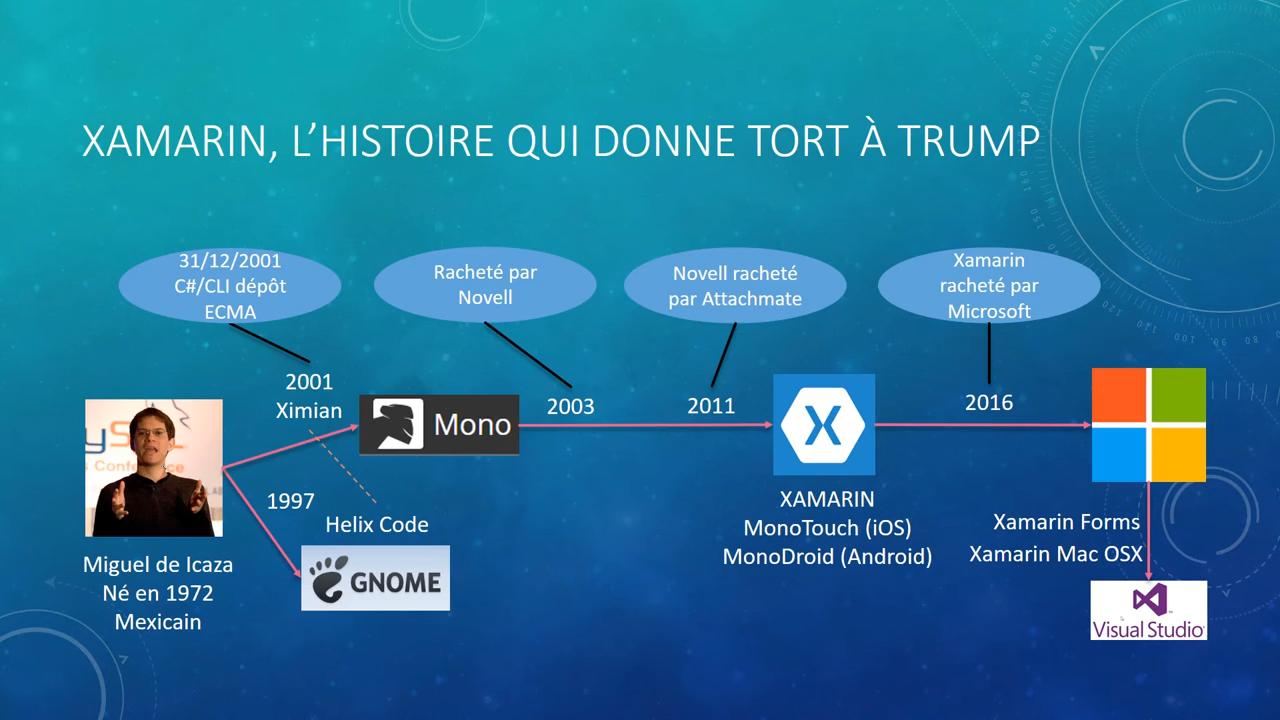 XAMARIN, L'HISTOIRE QUI DONNE TORT À TRUMP
31/12/2001
C#/CLI dépôt
ECMA
Racheté par
Novell
Novell racheté
par Attachmate
Xamarin
racheté par
Microsoft
2001
Ximian
Mono
2003
2011
2016
1997
Helix Code
GNOME
Miguel de Icaza
Né en 1972
Mexicain
XAMARIN
MonoTouch (iOS)
MonoDroid (Android)
Xamarin Forms
Xamarin Mac OSX
Visual Studio